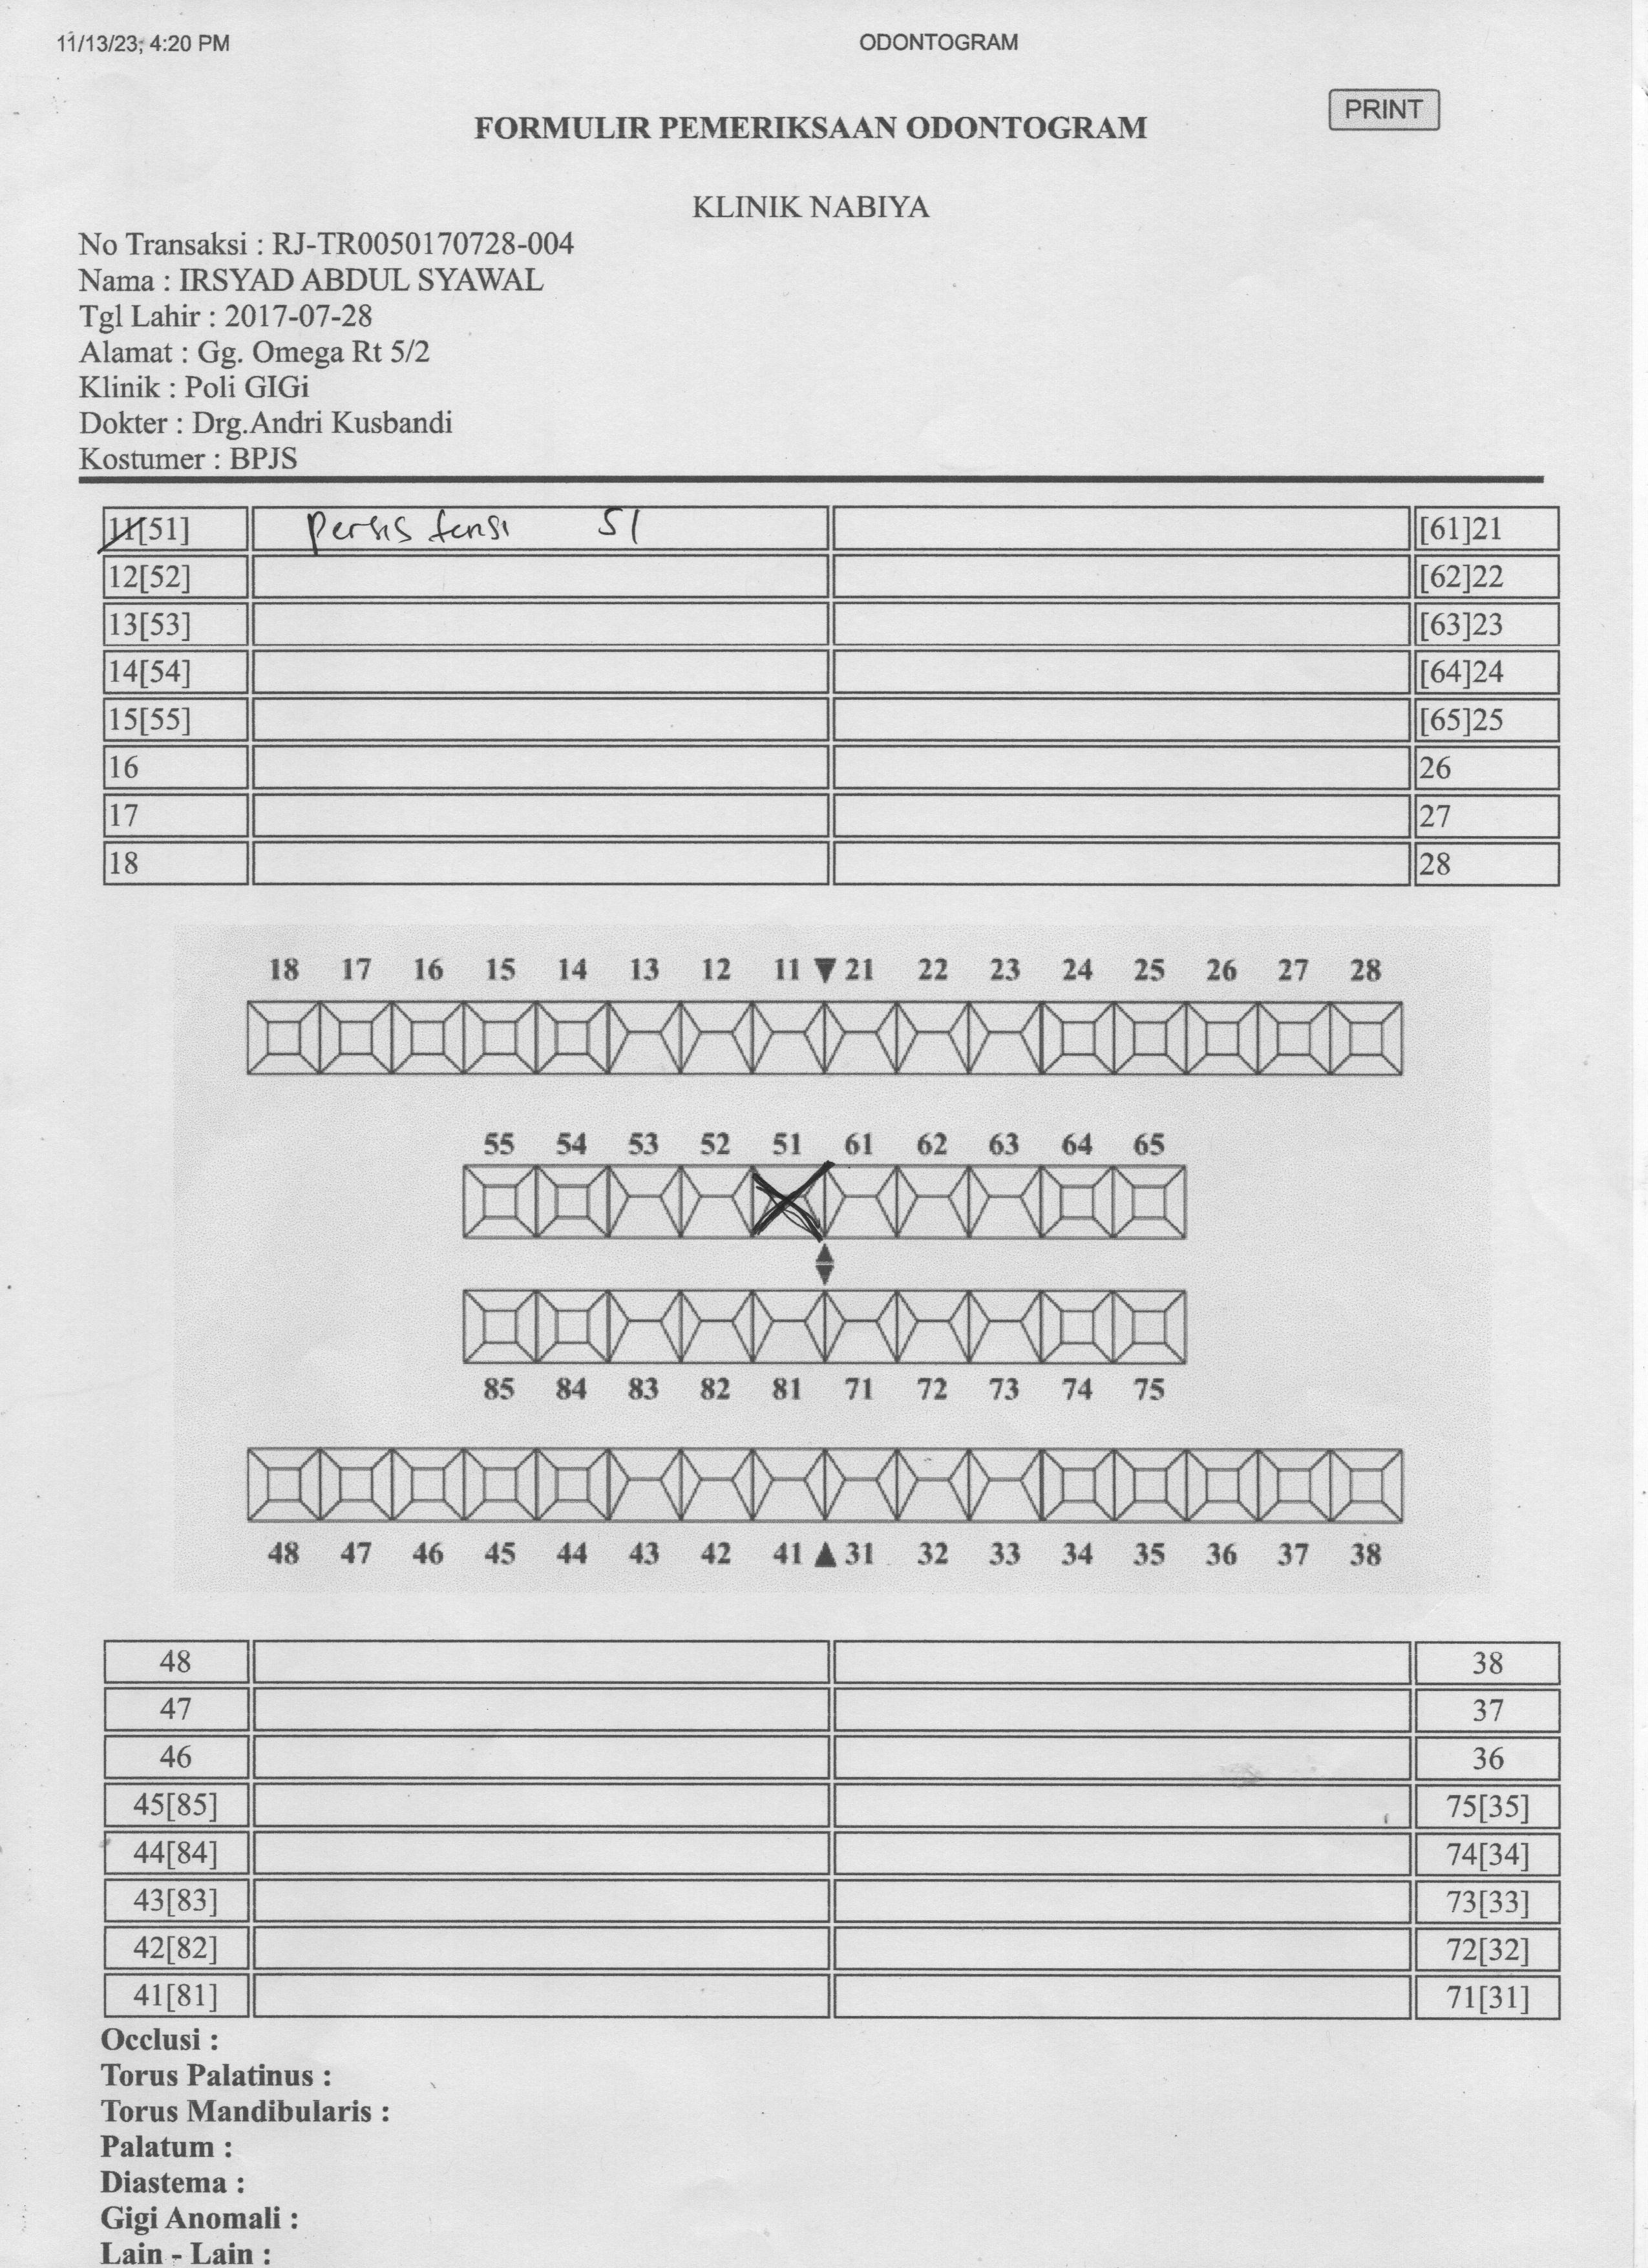 11/13/23, 4:20 PM ODONTOGRAM
PRINT
FORMULIR PEMERIKSAAN ODONTOGRAM
KLINIK NABIYA
No Transaksi : RJ-TR0050170728-004
Nama : IRSYAD ABDUL SYAWAL
Tgl Lahir : 2017-07-28
Alamat : Gg. Omega Rt 5/2
Klinik : Poli GIGi
Dokter : Drg.Andri Kusbandi
Kostumer : BPJS
11[51] Persistensi 51 [61]21
12[52] [62]22
13[53] [63]23
14[54] [64]24
15[55] [65]25
16 26
17 27
18 28
18 17 16 15 14 13 12 11 21 22 23 24 25 26 27 28
55 54 53 52 51 61 62 63 64 65
85 84 83 82 81 71 72 73 74 75
48 47 46 45 44 43 42 41 31 32 33 34 35 36 37 38
48 38
47 37
46 36
45[85] 75[35]
44[84] 74[34]
43[83] 73[33]
42[82] 72[32]
41[81] 71[31]
Occlusi :
Torus Palatinus :
Torus Mandibularis :
Palatum :
Diastema :
Gigi Anomali :
Lain - Lain :